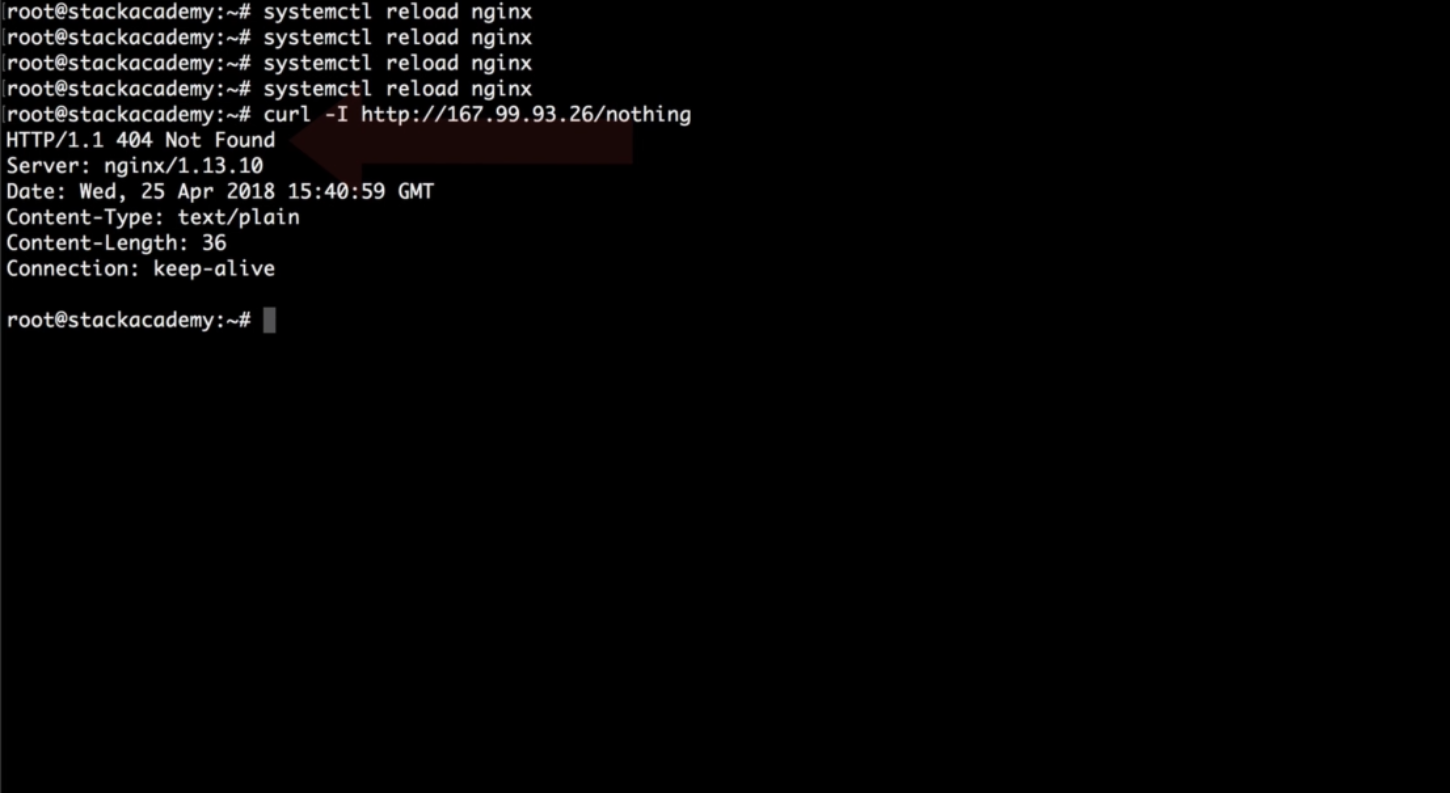 [root@stackacademy:~# systemctl reload nginx
[root@stackacademy:~# systemctl reload nginx
[root@stackacademy:~# systemctl reload nginx
[root@stackacademy:~# systemctl reload nginx
[root@stackacademy:~# curl -I http://167.99.93.26/nothing
HTTP/1.1 404 Not Found
Server: nginx/1.13.10
Date: Wed, 25 Apr 2018 15:40:59 GMT
Content-Type: text/plain
Content-Length: 36
Connection: keep-alive
root@stackacademy:~#